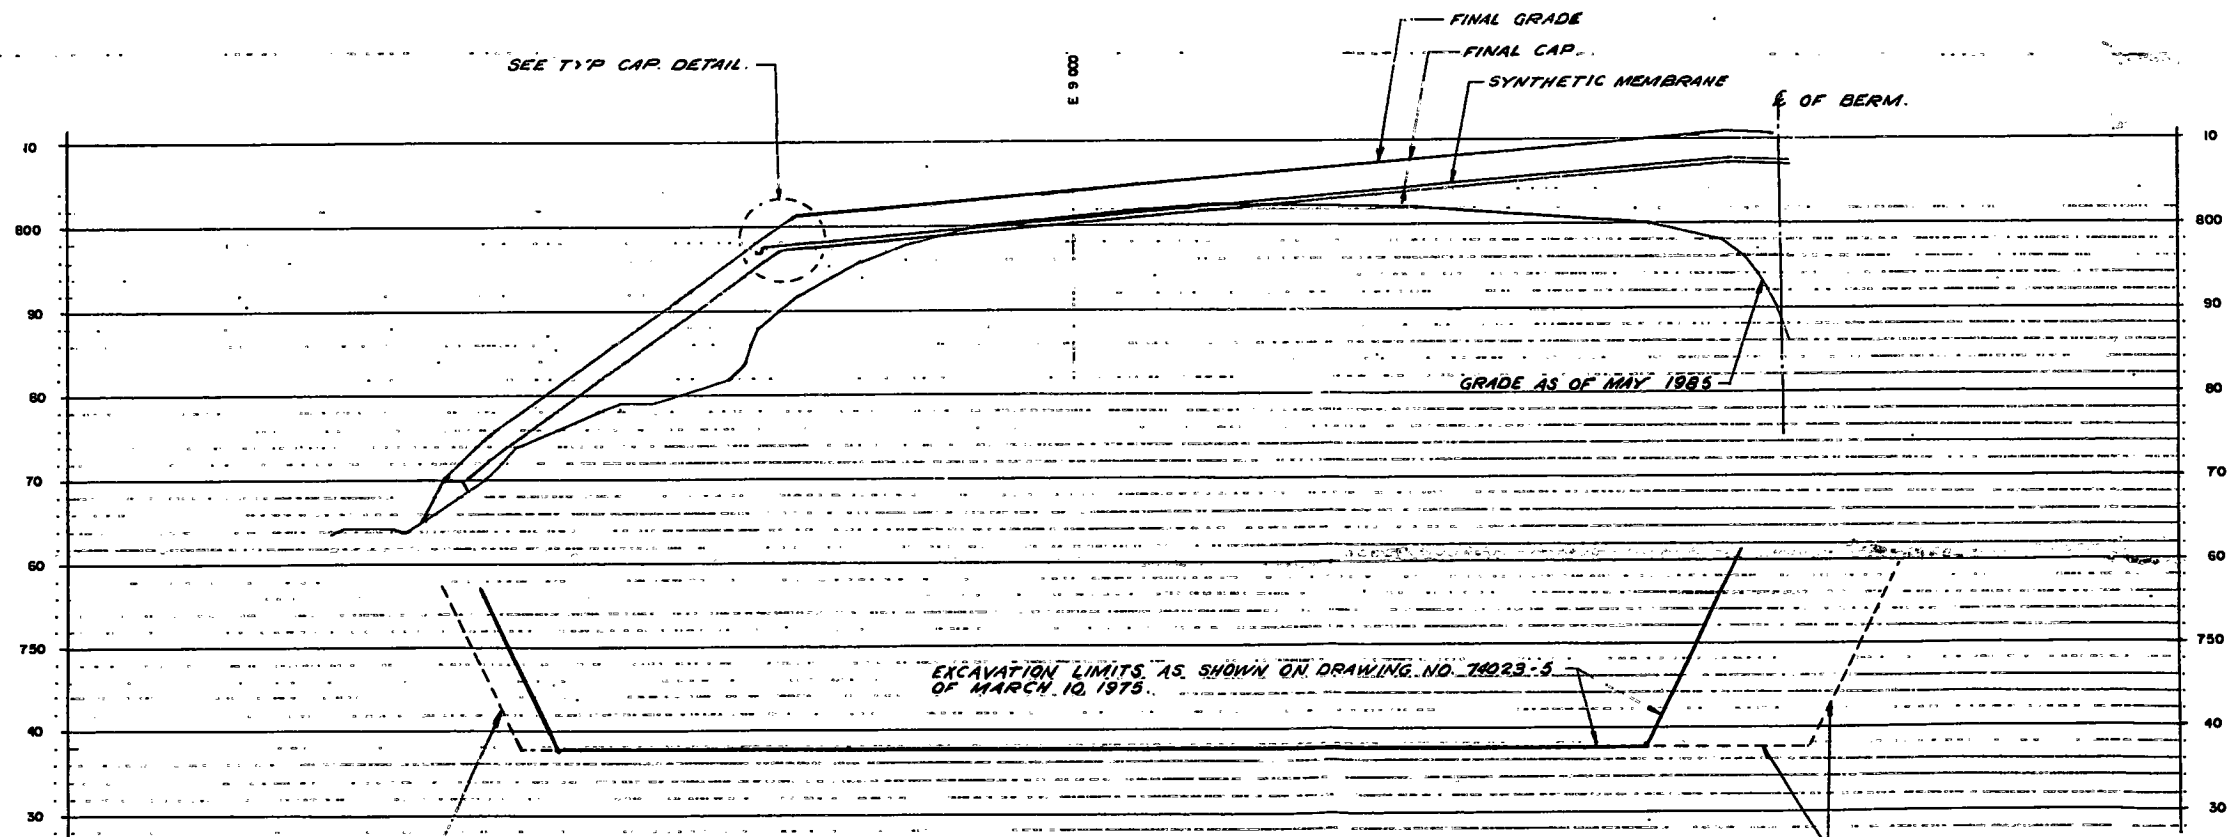 FINAL GRADE
FINAL CAP.
SEE TYP CAP. DETAIL.
E 9 000
SYNTHETIC MEMBRANE
℄ OF BERM.
10
10
800
800
90
90
GRADE AS OF MAY 1985
80
80
70
70
60
60
750
750
EXCAVATION LIMITS AS SHOWN ON DRAWING NO. 74023-5
OF MARCH 10, 1975.
40
40
30
30